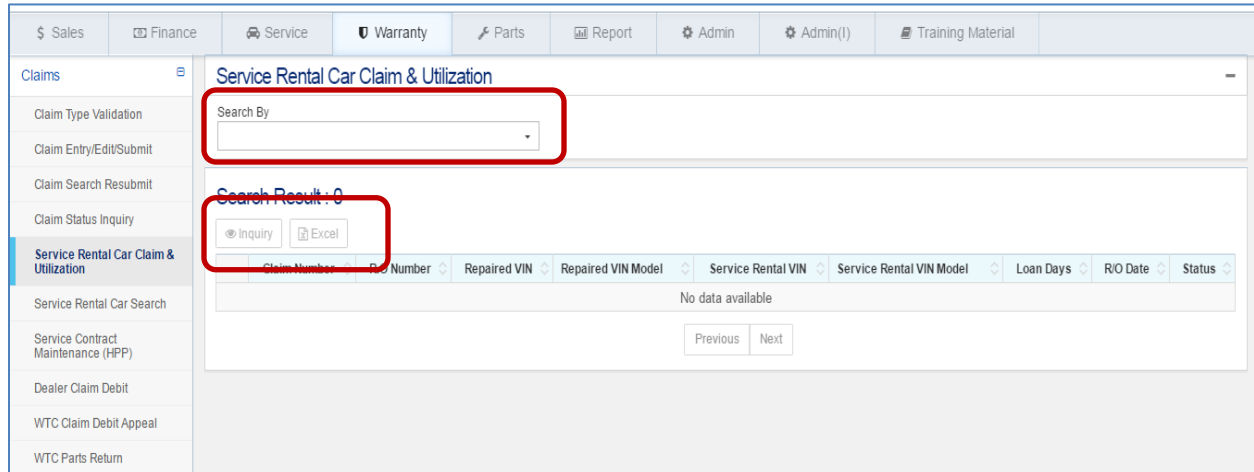 $ Sales Finance Service Warranty Parts Report Admin Admin(I) Training Material
Claims
Claim Type Validation
Claim Entry/Edit/Submit
Claim Search Resubmit
Claim Status Inquiry
Service Rental Car Claim &
Utilization
Service Rental Car Search
Service Contract
Maintenance (HPP)
Dealer Claim Debit
WTC Claim Debit Appeal
WTC Parts Return
Service Rental Car Claim & Utilization
Search By
Search Result : 0
Inquiry Excel
Claim Number R/O Number Repaired VIN Repaired VIN Model Service Rental VIN Service Rental VIN Model Loan Days R/O Date Status
No data available
Previous Next